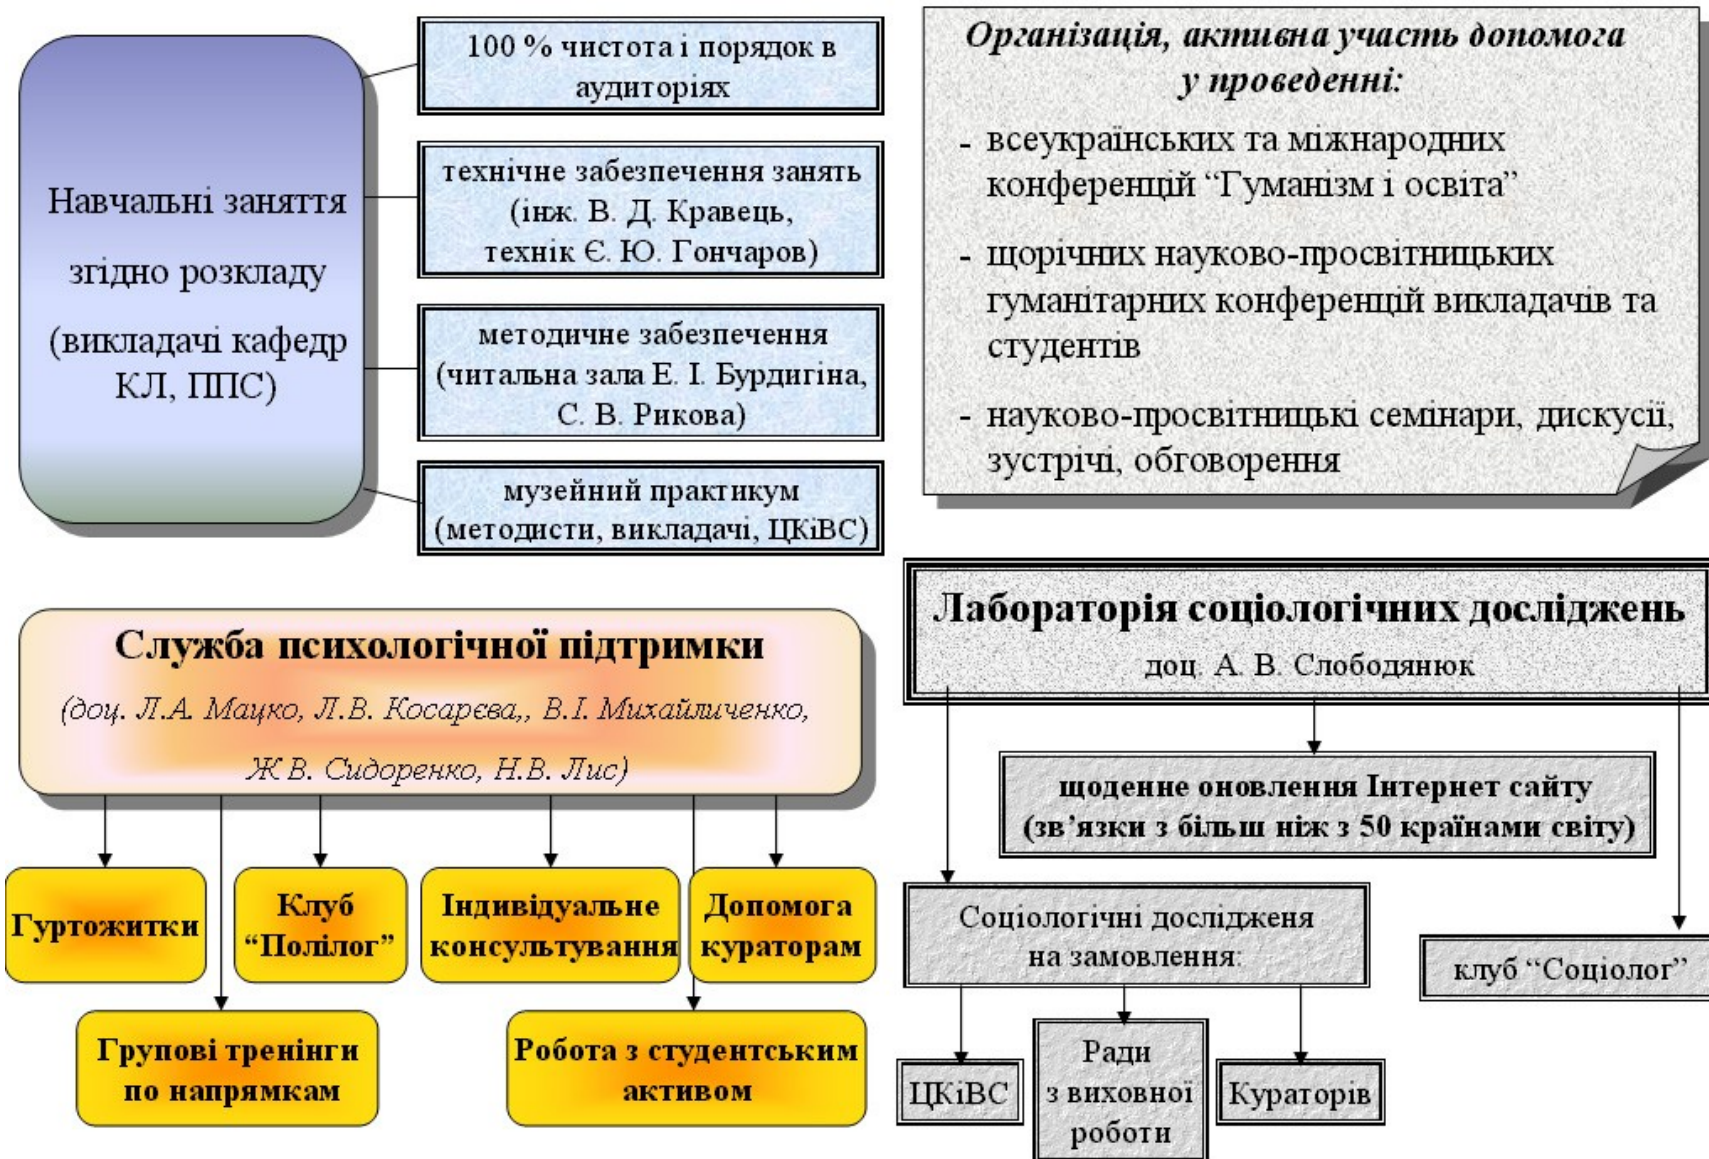 Навчальні заняття
згідно розкладу
(викладачі кафедр
КЛ, ППС)
100 % чистота і порядок в
аудиторіях
технічне забезпечення занять
(інж. В. Д. Кравець,
технік Є. Ю. Гончаров)
методичне забезпечення
(читальна зала Е. І. Бурдигіна,
С. В. Рикова)
музейний практикум
(методисти, викладачі, ЦКіВС)
Організація, активна участь допомога
у проведенні:
- всеукраїнських та міжнародних
конференцій “Гуманізм і освіта”
- щорічних науково-просвітницьких
гуманітарних конференцій викладачів та
студентів
- науково-просвітницькі семінари, дискусії,
зустрічі, обговорення
Служба психологічної підтримки
(доц. Л.А. Мацко, Л.В. Косарєва,, В.І. Михайличенко,
Ж В. Сидоренко, Н.В. Лис)
Гуртожитки
Клуб
“Полілог”
Індивідуальне
консультування
Допомога
кураторам
Групові тренінги
по напрямкам
Робота з студентським
активом
Лабораторія соціологічних досліджень
доц. А. В. Слободянюк
щоденне оновлення Інтернет сайту
(зв’язки з більш ніж з 50 країнами світу)
Соціологічні дослідженя
на замовлення:
клуб “Соціолог”
ЦКіВС
Ради
з виховної
роботи
Кураторів